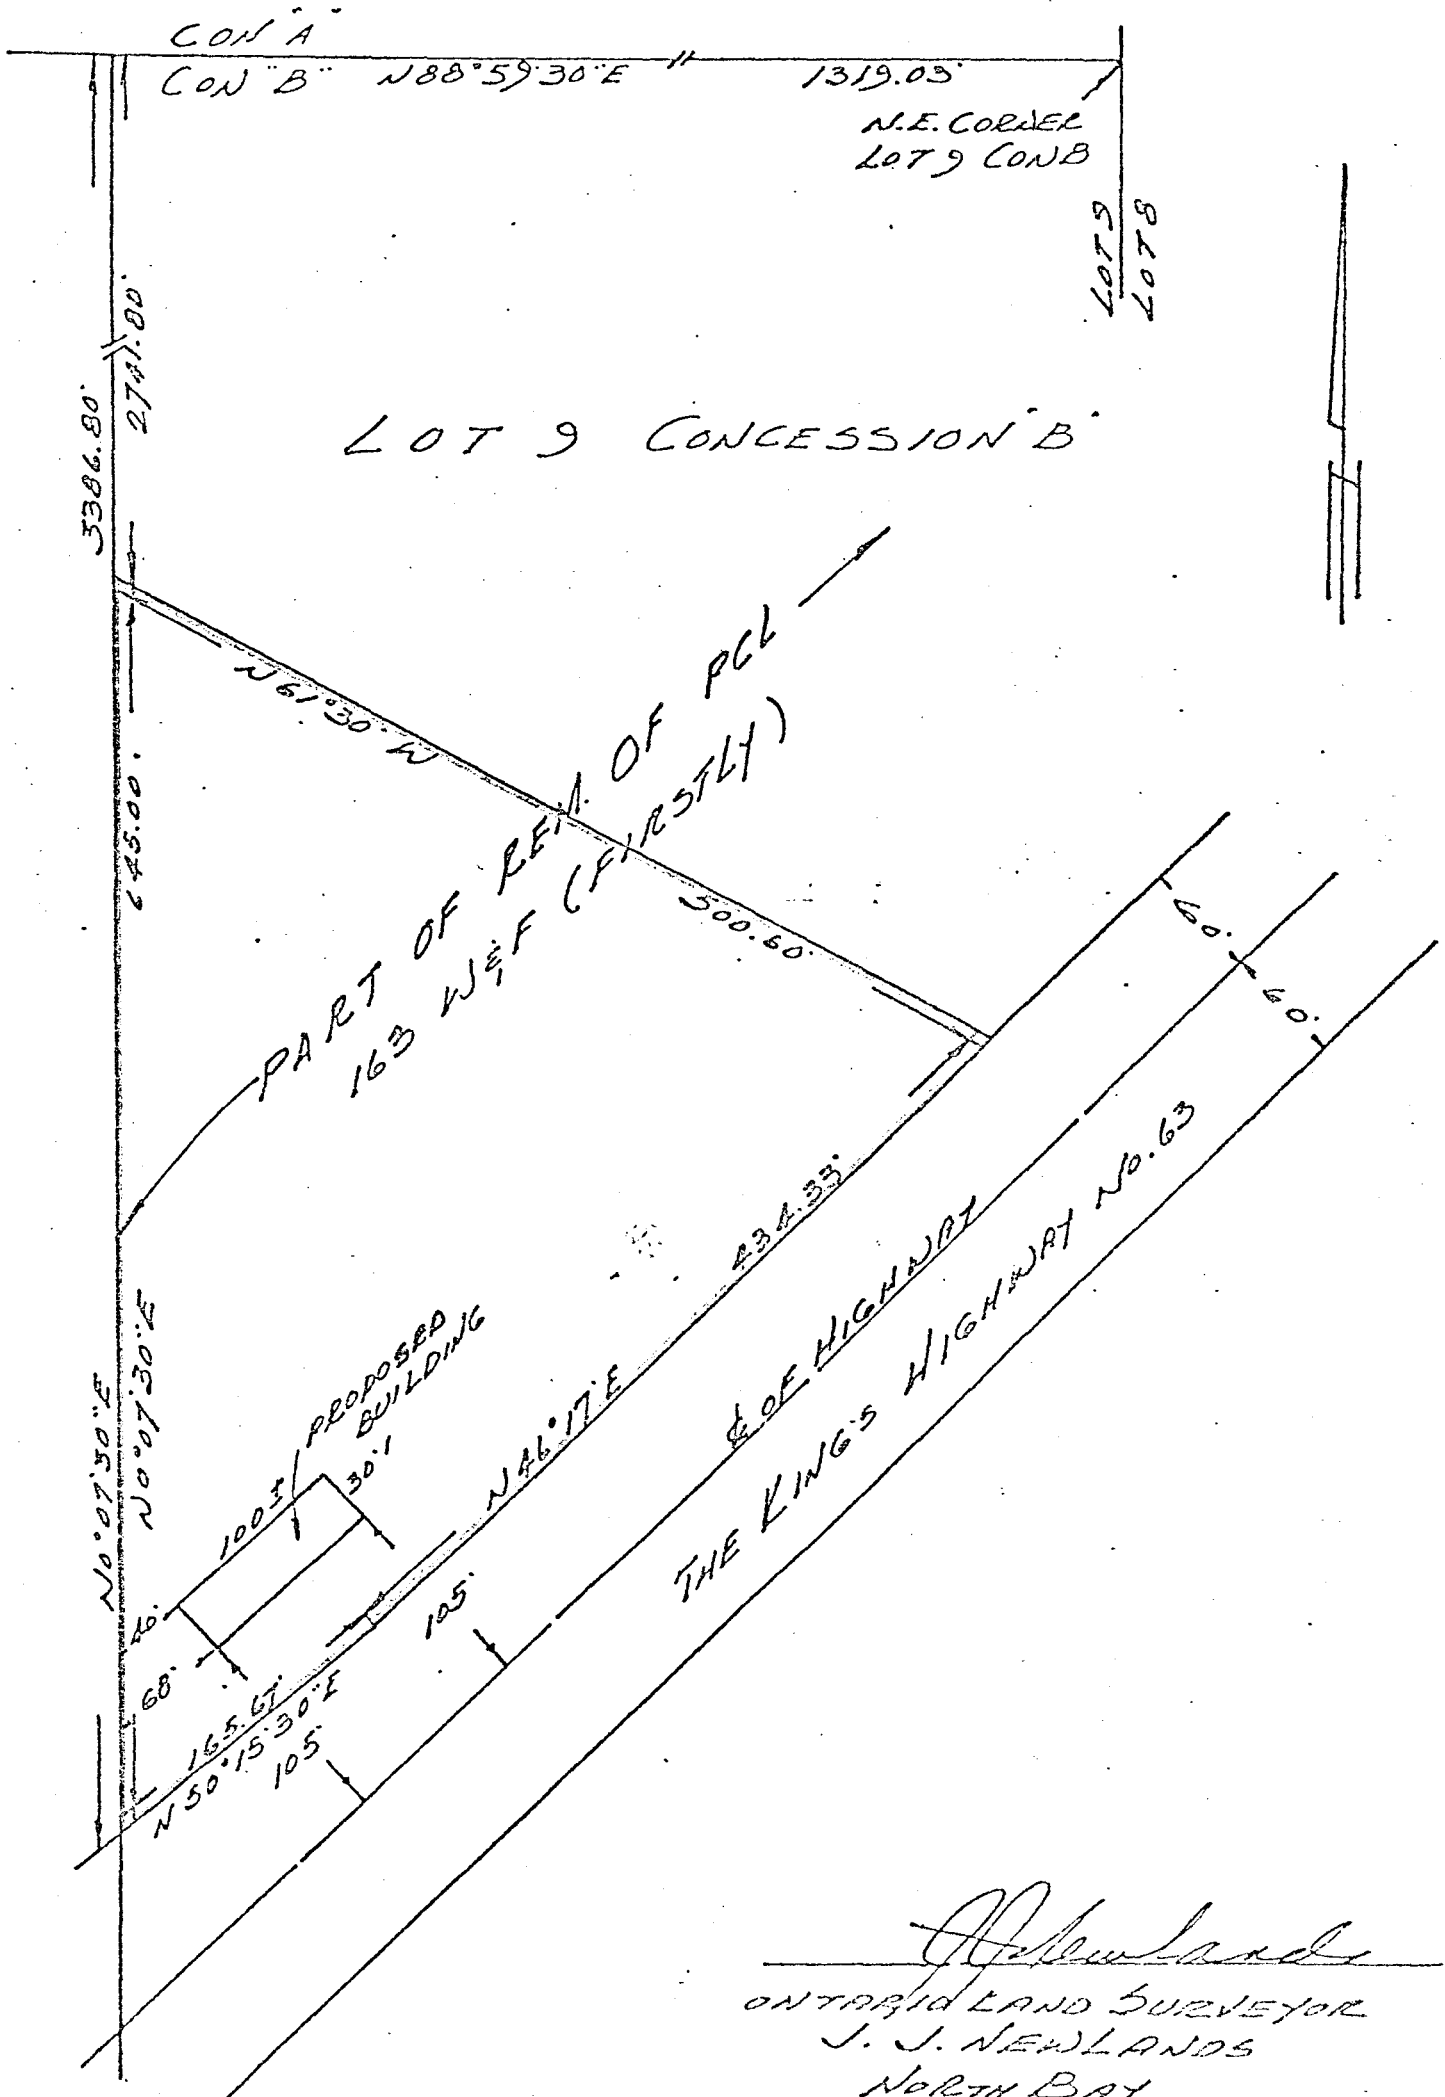 CON "A"
CON "B" N88°59'30"E 1319.03'
N.E. CORNER
LOT 9 CON B
LOT 9
LOT 8
3386.80'
2741.80'
LOT 9 CONCESSION "B"
N61°30'W
500.60'
645.00'
PART OF REM. OF PCL
163 W&F (FIRSTLY)
60'
60'
434.33'
N46°17'E
℄ OF HIGHWAY
THE KING'S HIGHWAY No. 63
N0°07'30"E
N0°07'30"E
PROPOSED
BUILDING
100'±
30'±
40'
68'
165.67'
N50°15'30"E
105'
105'
J J Newlands
ONTARIO LAND SURVEYOR
J. J. NEWLANDS
NORTH BAY